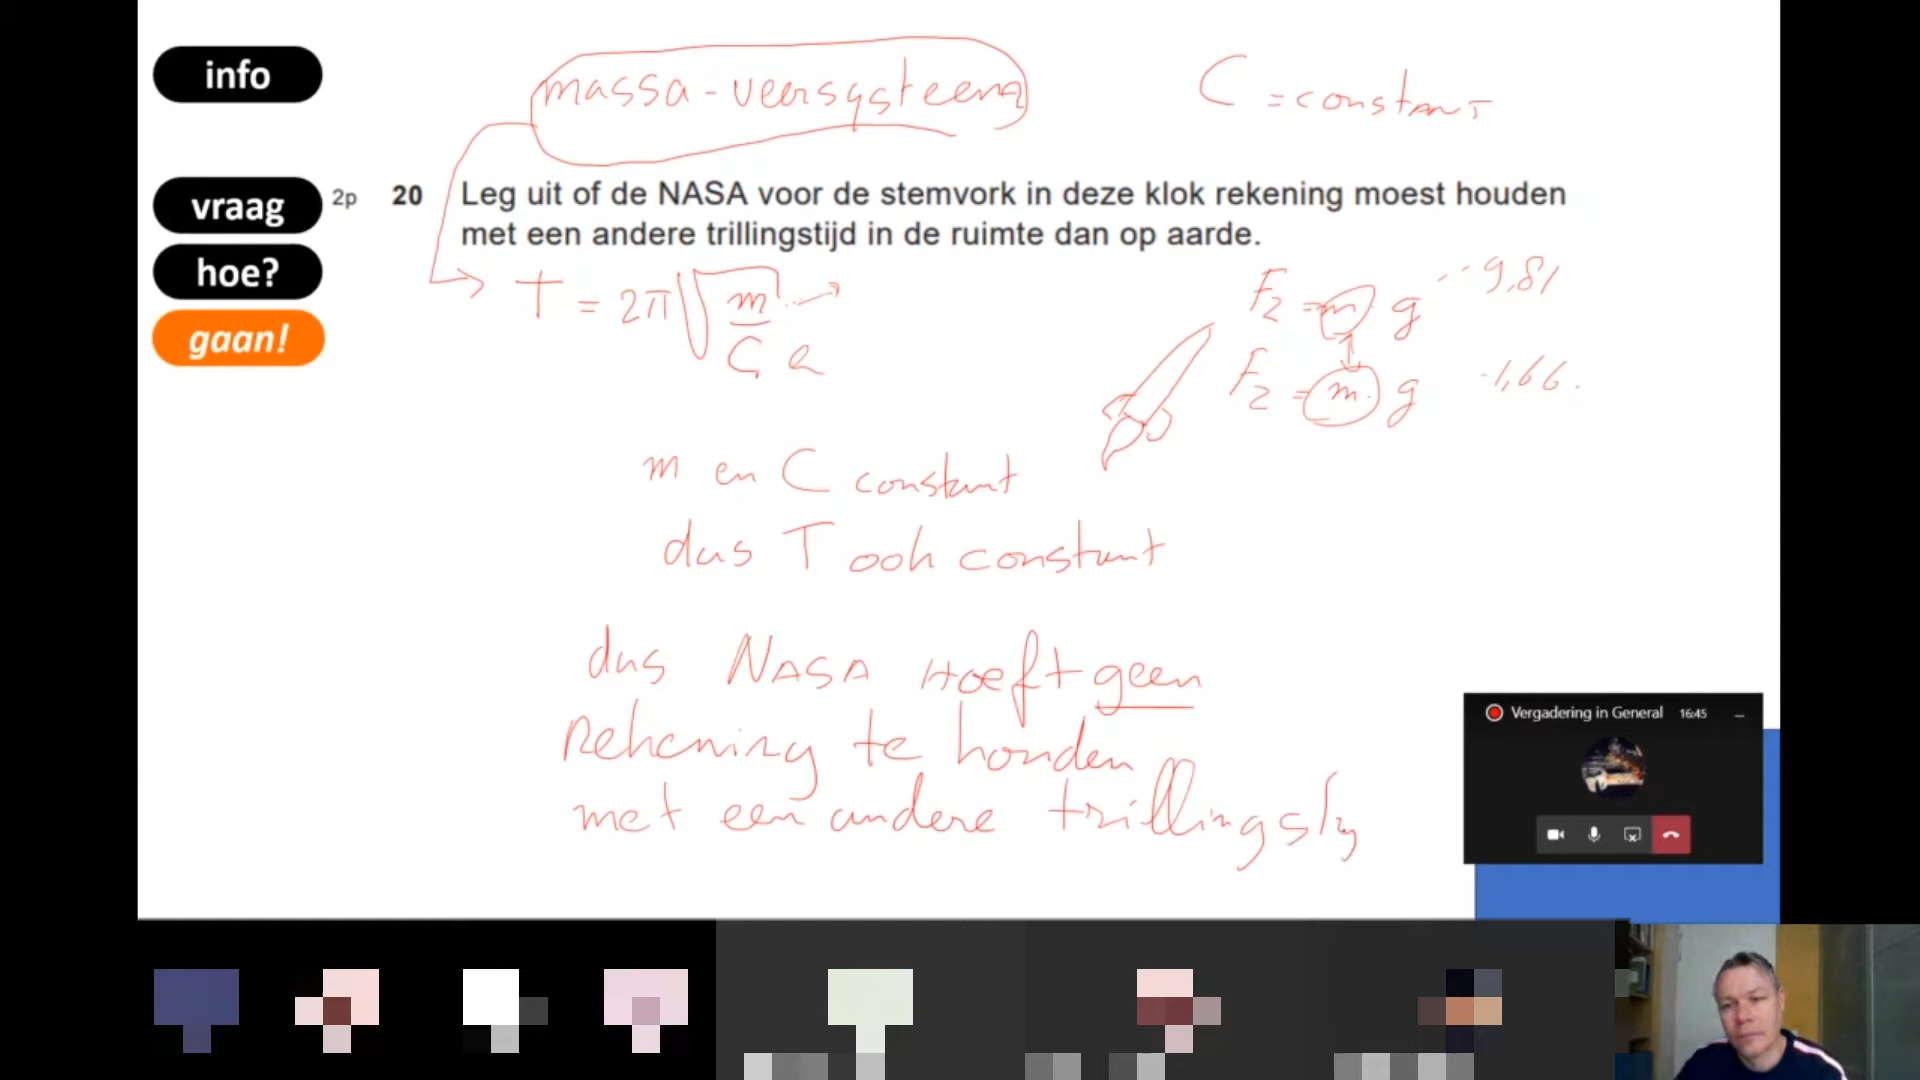 info
massa-veersysteem
C = constant
vraag
2p 20 Leg uit of de NASA voor de stemvork in deze klok rekening moest houden
met een andere trillingstijd in de ruimte dan op aarde.
hoe?
gaan!
T = 2π√m/C
Fz = m g 9,81
Fz = m. g 1,66.
m en C constant
dus T ook constant
dus NASA Hoeft geen
Rekening te houden
met een andere
Vergadering in General 16:45